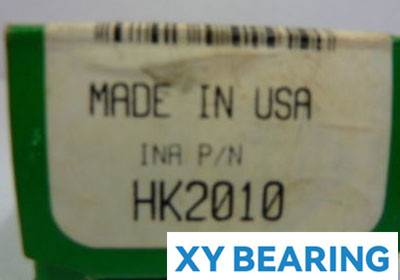 MADE IN USA
INA P/N
HK2010
XY BEARING